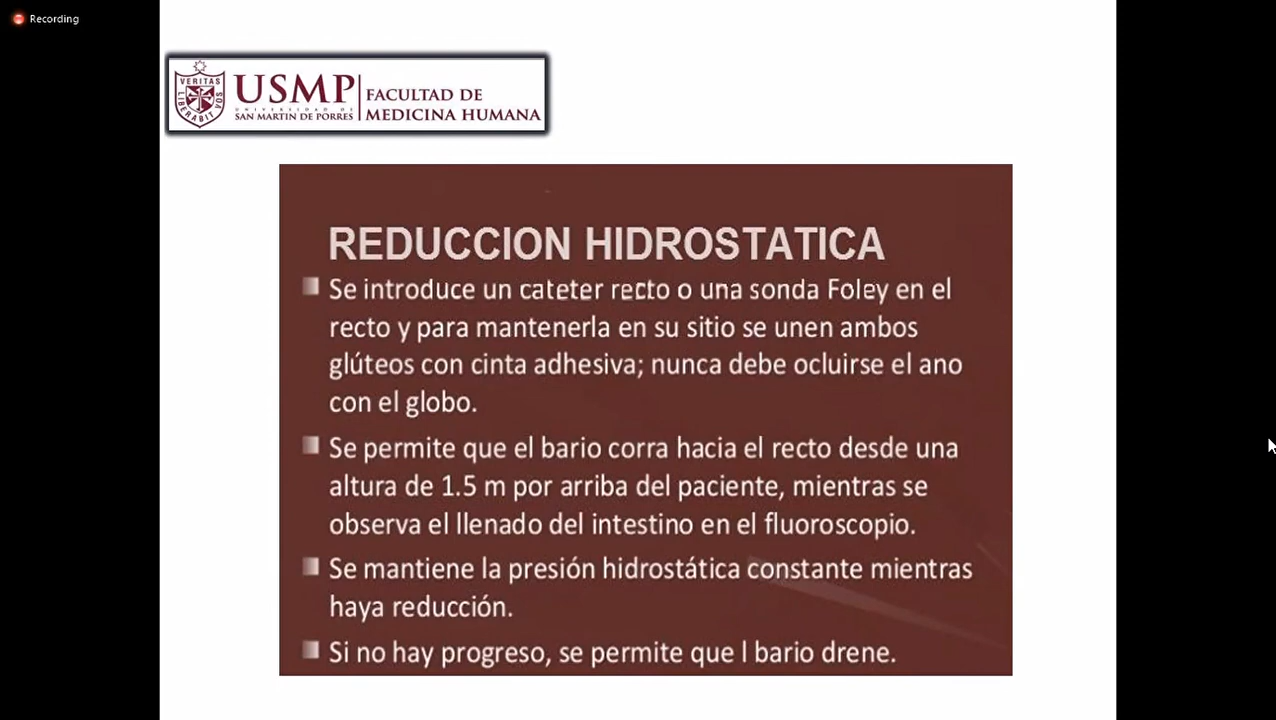 Recording
VERITAS
LIBERABIT VOS
USMP
UNIVERSIDAD DE
SAN MARTIN DE PORRES
FACULTAD DE
MEDICINA HUMANA
REDUCCION HIDROSTATICA
Se introduce un cateter recto o una sonda Foley en el
recto y para mantenerla en su sitio se unen ambos
glúteos con cinta adhesiva; nunca debe ocluirse el ano
con el globo.
Se permite que el bario corra hacia el recto desde una
altura de 1.5 m por arriba del paciente, mientras se
observa el llenado del intestino en el fluoroscopio.
Se mantiene la presión hidrostática constante mientras
haya reducción.
Si no hay progreso, se permite que l bario drene.